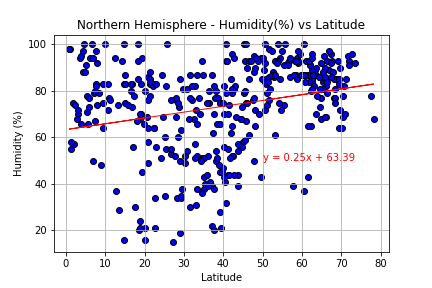 Northern Hemisphere - Humidity(%) vs Latitude
Humidity (%)
100
80
60
40
20
y = 0.25x + 63.39
0 10 20 30 40 50 60 70 80
Latitude